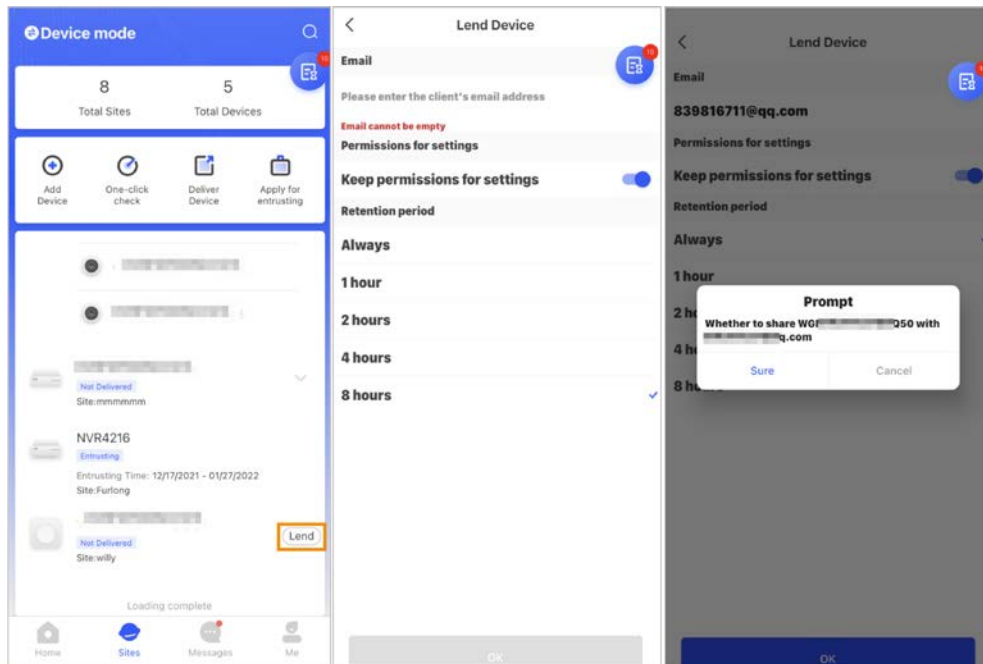 Device mode
10
8
5
Total Sites
Total Devices
Add
Device
One-click
check
Deliver
Device
Apply for
entrusting
Not Delivered
Site:mmmmmm
NVR4216
Entrusting
Entrusting Time: 12/17/2021 - 01/27/2022
Site:Furlong
Lend
Not Delivered
Site:willy
Loading complete
Home
Sites
Messages
Me
Lend Device
Email
10
Please enter the client's email address
Email cannot be empty
Permissions for settings
Keep permissions for settings
Retention period
Always
1 hour
2 hours
4 hours
8 hours
OK
Lend Device
Email
839816711@qq.com
Permissions for settings
Keep permissions for settings
Retention period
Always
1 hour
Prompt
Whether to share Q50 with
q.com
Sure
Cancel
OK